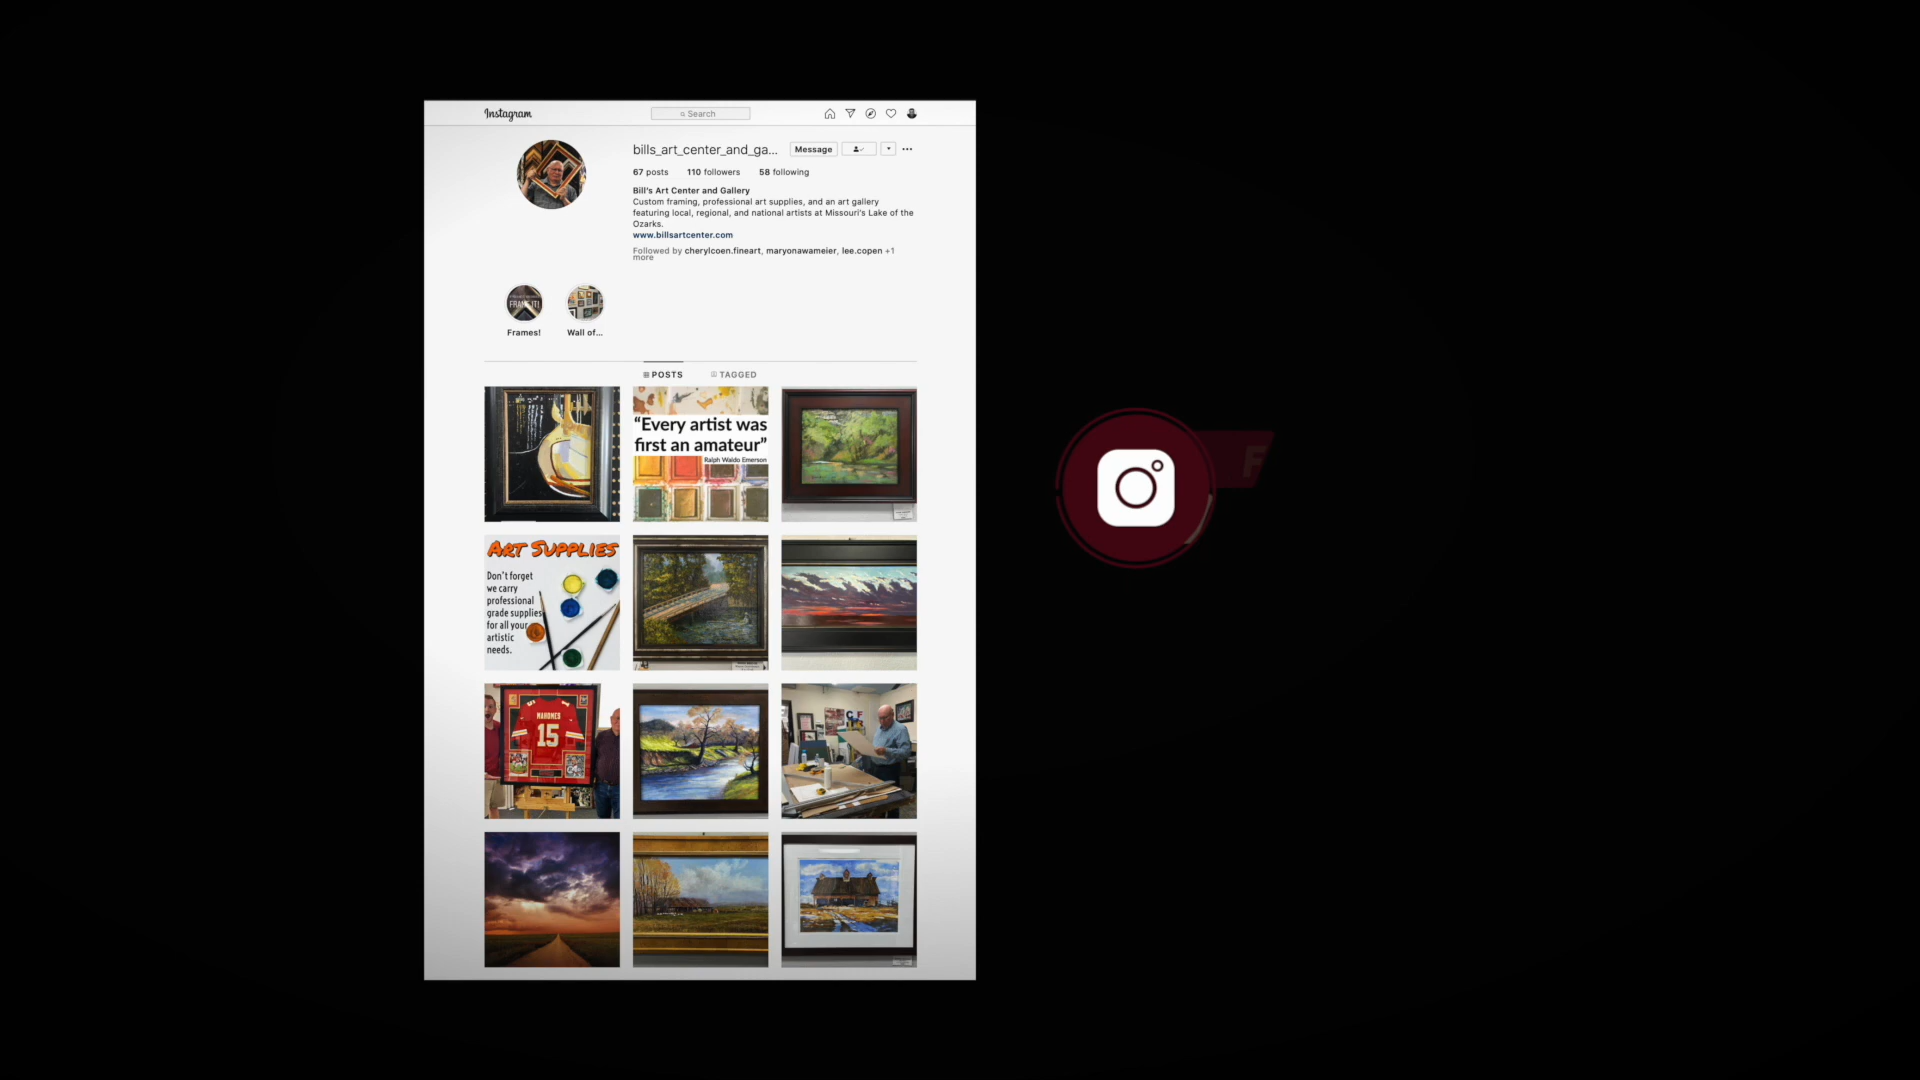 Instagram
Search
bills_art_center_and_ga...
Message
67 posts 110 followers 58 following
Bill's Art Center and Gallery
Custom framing, professional art supplies, and an art gallery
featuring local, regional, and national artists at Missouri's Lake of the
Ozarks.
www.billsartcenter.com
Followed by cherylcoen.fineart, maryonawameier, lee.copen +1
more
FRAME IT!
Frames!
Wall of...
POSTS
TAGGED
“Every artist was
first an amateur”
Ralph Waldo Emerson
ART SUPPLIES
Don't forget
we carry
professional
grade supplies
for all your
artistic
needs.
MAHOMES
15
F